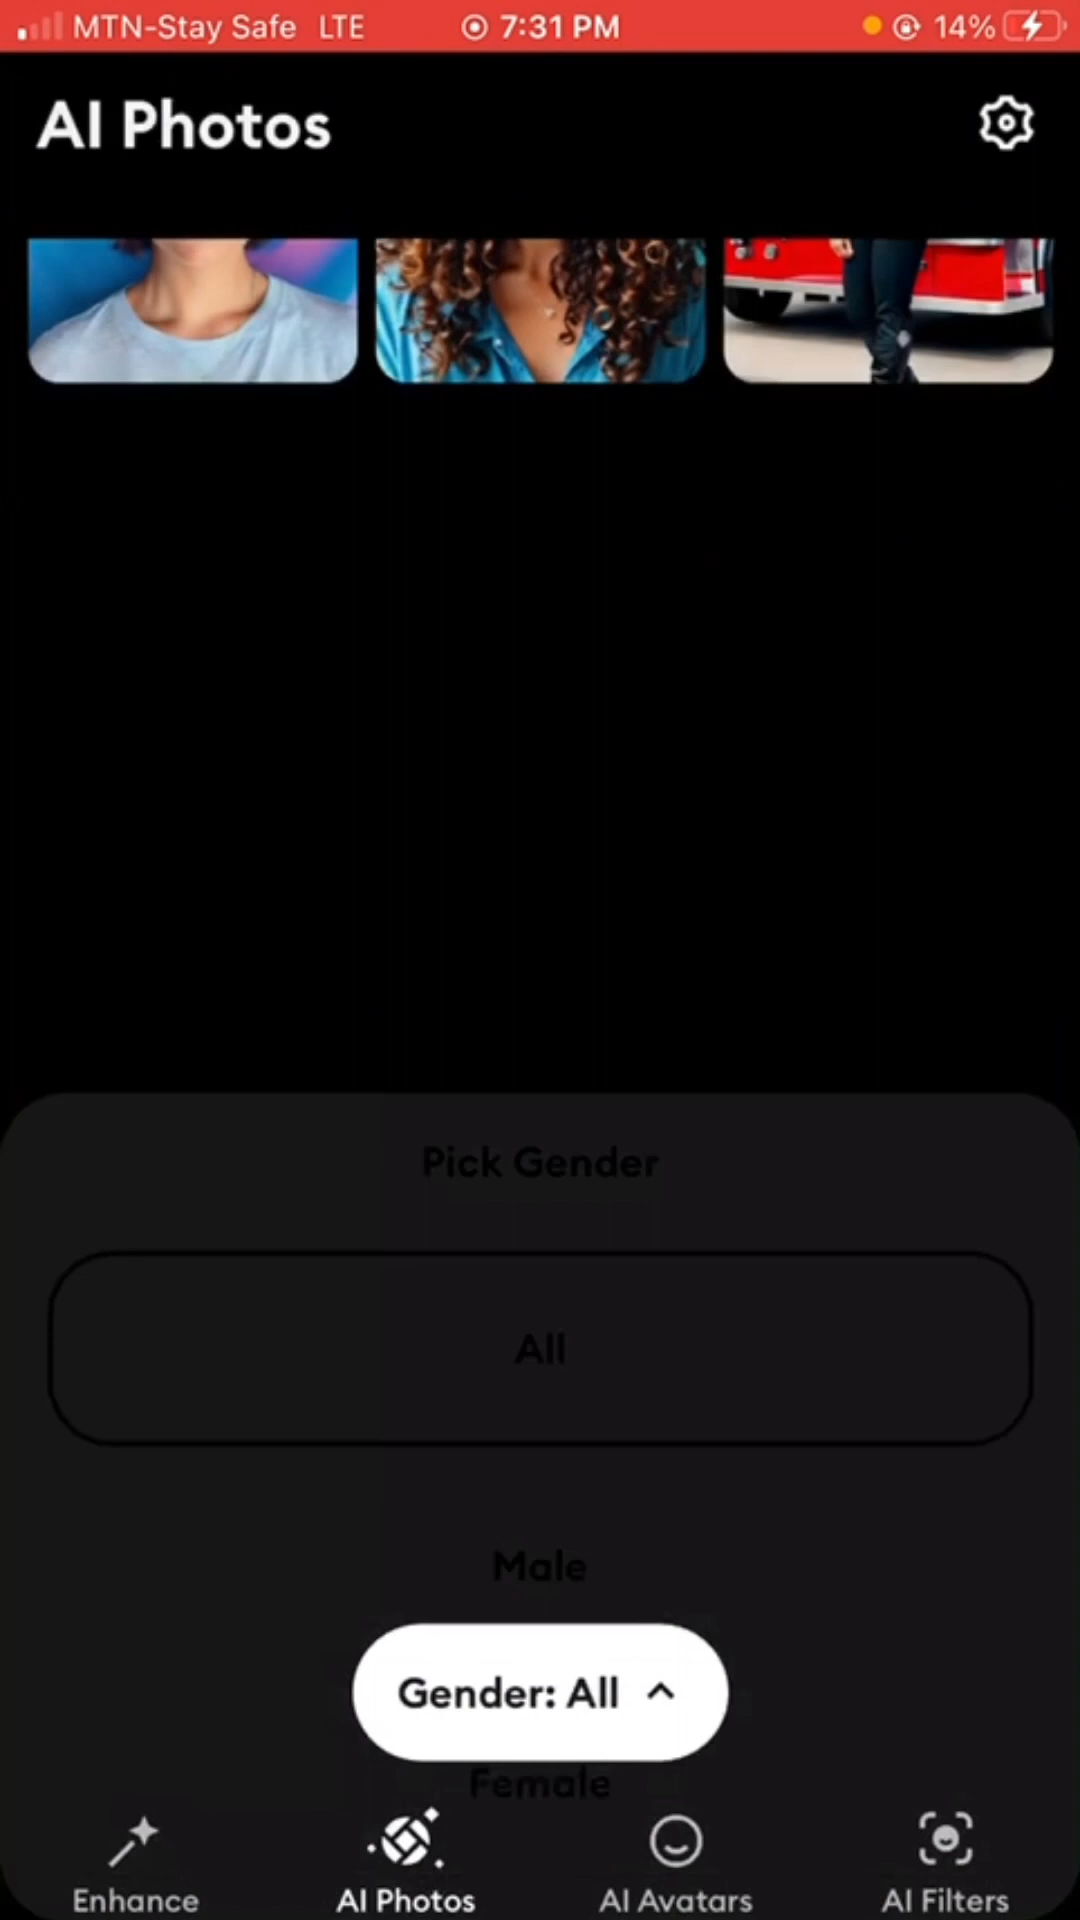 MTN-Stay Safe LTE 7:31 PM 14%
AI Photos
Pick Gender
All
Male
Gender: All
Female
Enhance AI Photos AI Avatars AI Filters